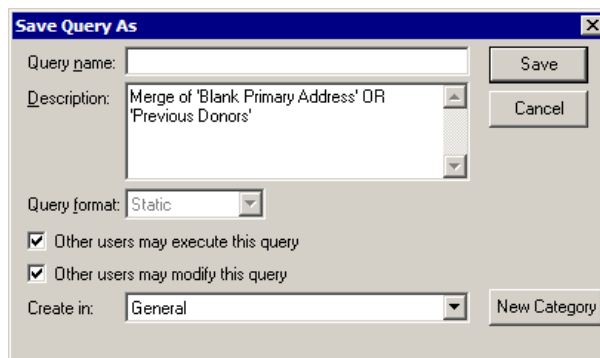 Save Query As
Query name:
Save
Description:
Merge of 'Blank Primary Address' OR
'Previous Donors'
Cancel
Query format:
Static
Other users may execute this query
Other users may modify this query
Create in:
General
New Category